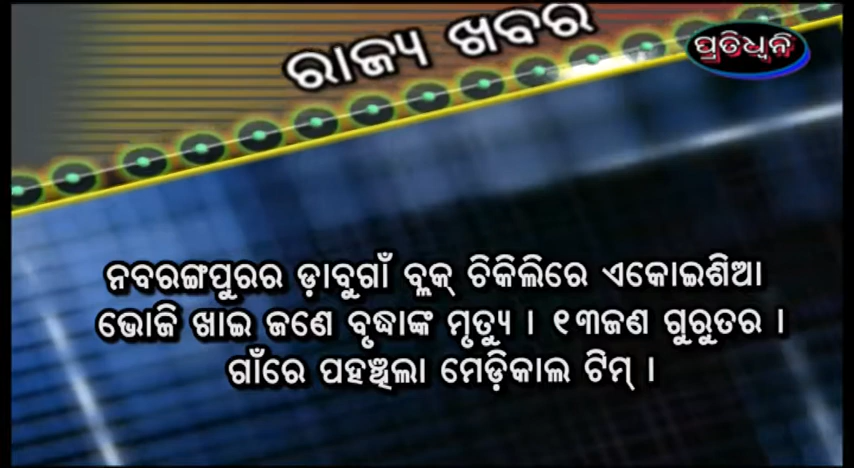 ରାଜ୍ୟ ଖବର
ପ୍ରତିଧ୍ୱନି
ନବରଙ୍ଗପୁରର ଡ଼ାବୁଗାଁ ବ୍ଲକ୍ ଚିକିଲିରେ ଏକୋଇଶିଆ
ଭୋଜି ଖାଇ ଜଣେ ବୃଦ୍ଧାଙ୍କ ମୃତ୍ୟୁ । ୧୩ଜଣ ଗୁରୁତର ।
ଗାଁରେ ପହଞ୍ଚିଲା ମେଡ଼ିକାଲ ଟିମ୍ ।